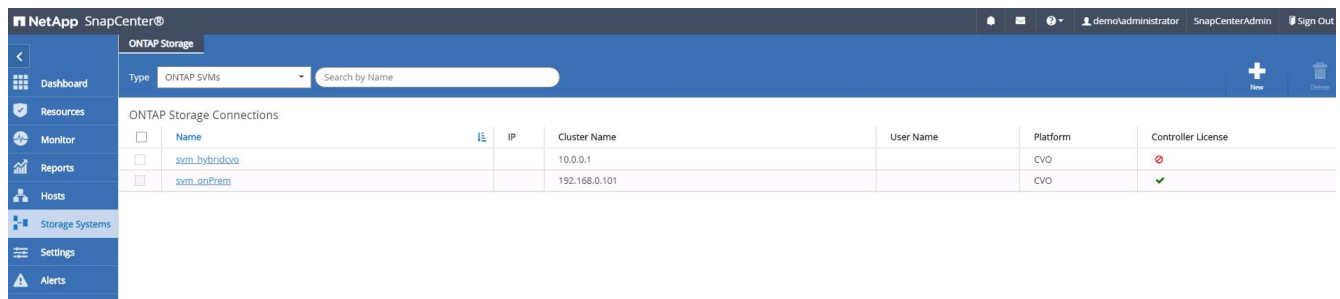 NetApp SnapCenter®
demo\administrator SnapCenterAdmin Sign Out
ONTAP Storage
Type ONTAP SVMs Search by Name
New Delete
Dashboard
Resources
Monitor
Reports
Hosts
Storage Systems
Settings
Alerts
ONTAP Storage Connections
Name IP Cluster Name User Name Platform Controller License
svm_hybridcvo 10.0.0.1 CVO
svm_onPrem 192.168.0.101 CVO